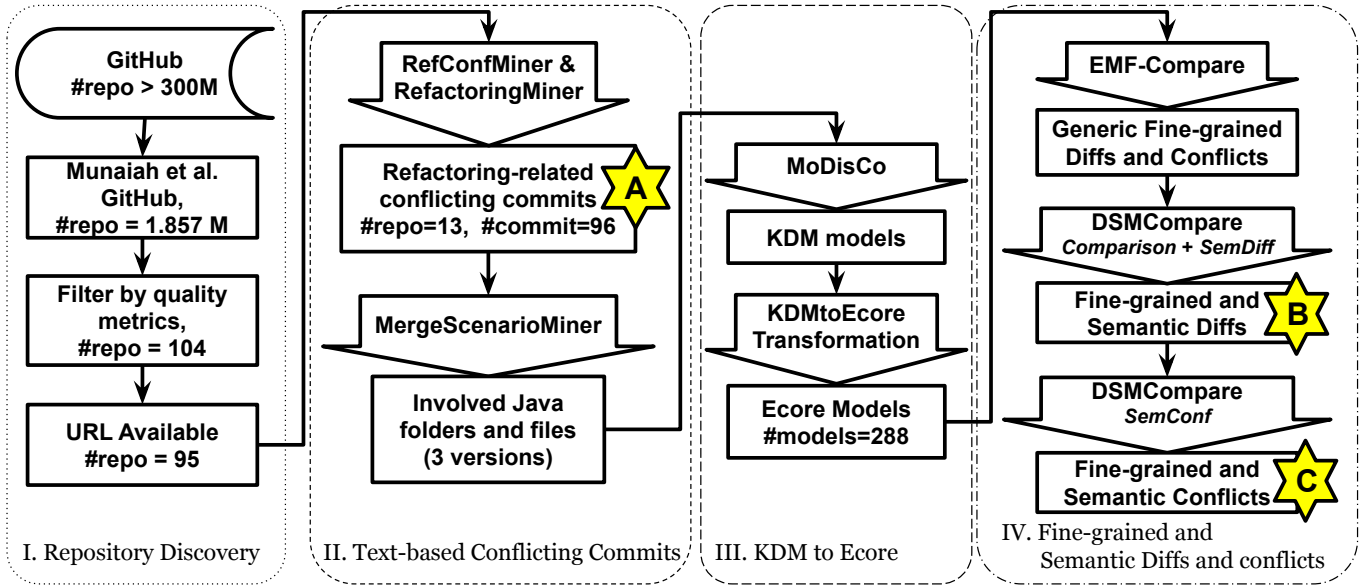 GitHub
#repo > 300M
Munaiah et al.
GitHub,
#repo = 1.857 M
Filter by quality
metrics,
#repo = 104
URL Available
#repo = 95
I. Repository Discovery
RefConfMiner &
RefactoringMiner
Refactoring-related
conflicting commits
#repo=13, #commit=96
A
MergeScenarioMiner
Involved Java
folders and files
(3 versions)
II. Text-based Conflicting Commits
MoDisCo
KDM models
KDMtoEcore
Transformation
Ecore Models
#models=288
III. KDM to Ecore
EMF-Compare
Generic Fine-grained
Diffs and Conflicts
DSMCompare
Comparison + SemDiff
Fine-grained and
Semantic Diffs
B
DSMCompare
SemConf
Fine-grained and
Semantic Conflicts
C
IV. Fine-grained and
Semantic Diffs and conflicts